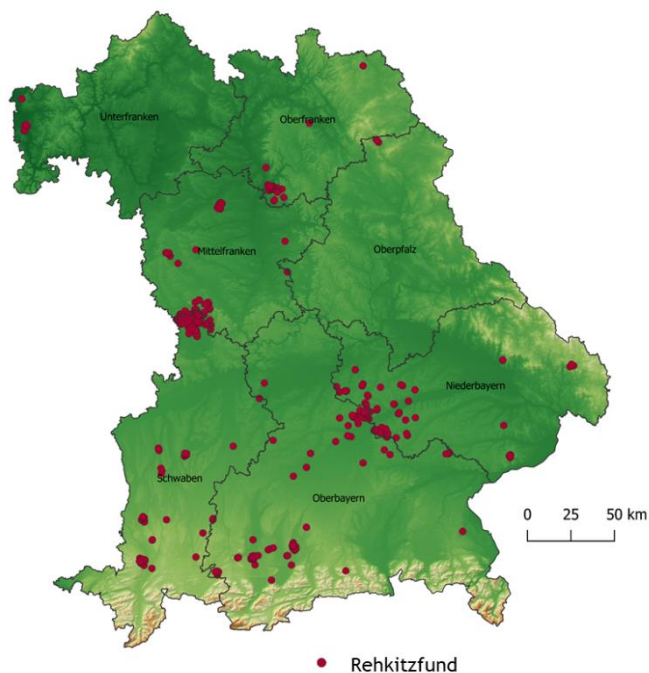 Unterfranken
Oberfranken
Mittelfranken
Oberpfalz
Niederbayern
Schwaben
Oberbayern
0 25 50 km
Rehkitzfund